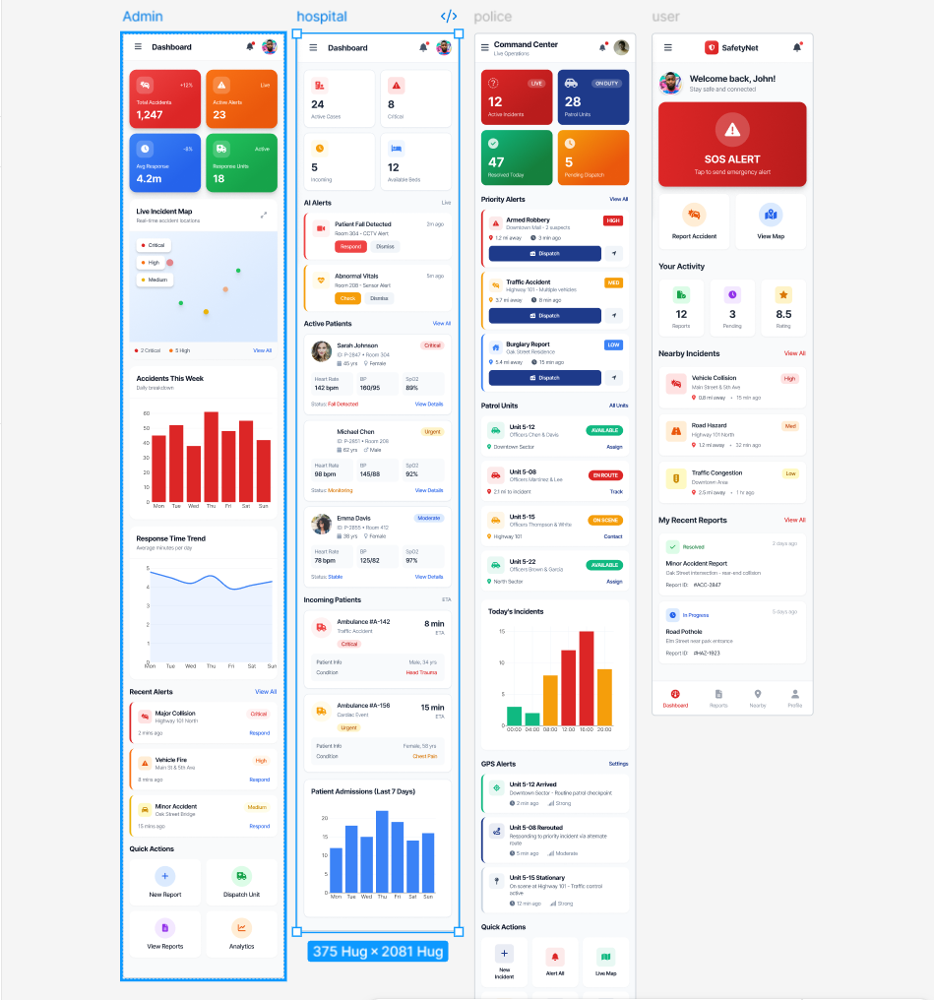 Admin
Dashboard
+12%
Total Accidents
1,247
Live
Active Alerts
23
-8%
Avg Response
4.2m
Active
Response Units
18
Live Incident Map
Real-time accident locations
Critical
High
Medium
2 Critical
5 High
View All
Accidents This Week
Daily breakdown
60
50
40
30
20
10
0
Mon Tue Wed Thu Fri Sat Sun
Response Time Trend
Average minutes per day
5
4
3
2
1
0
Mon Tue Wed Thu Fri Sat Sun
Recent Alerts
View All
Major Collision
Critical
Highway 101 North
2 mins ago
Respond
Vehicle Fire
High
Main St & 5th Ave
8 mins ago
Respond
Minor Accident
Medium
Oak Street Bridge
15 mins ago
Respond
Quick Actions
New Report
Dispatch Unit
View Reports
Analytics
hospital
Dashboard
24
Active Cases
8
Critical
5
Incoming
12
Available Beds
AI Alerts
Live
Patient Fall Detected
2m ago
Room 304 - CCTV Alert
Respond
Dismiss
Abnormal Vitals
5m ago
Room 208 - Sensor Alert
Check
Dismiss
Active Patients
View All
Sarah Johnson
Critical
ID: P-2847 • Room 304
45 yrs
Female
Heart Rate
142 bpm
BP
160/95
SpO2
89%
Status: Fall Detected
View Details
Michael Chen
Urgent
ID: P-2851 • Room 208
62 yrs
Male
Heart Rate
98 bpm
BP
145/88
SpO2
92%
Status: Monitoring
View Details
Emma Davis
Moderate
ID: P-2855 • Room 412
38 yrs
Female
Heart Rate
78 bpm
BP
125/82
SpO2
97%
Status: Stable
View Details
Incoming Patients
ETA
Ambulance #A-142
8 min
Traffic Accident
ETA
Critical
Patient Info
Male, 34 yrs
Condition
Head Trauma
Ambulance #A-156
15 min
Cardiac Event
ETA
Urgent
Patient Info
Female, 58 yrs
Condition
Chest Pain
Patient Admissions (Last 7 Days)
20
15
10
5
0
Mon Tue Wed Thu Fri Sat Sun
375 Hug × 2081 Hug
police
Command Center
Live Operations
LIVE
12
Active Incidents
ON DUTY
28
Patrol Units
47
Resolved Today
5
Pending Dispatch
Priority Alerts
View All
Armed Robbery
HIGH
Downtown Mall - 2 suspects
1.2 mi away
3 min ago
Dispatch
Traffic Accident
MED
Highway 101 - Multiple vehicles
3.7 mi away
8 min ago
Dispatch
Burglary Report
LOW
Oak Street Residence
5.4 mi away
15 min ago
Dispatch
Patrol Units
All Units
Unit 5-12
AVAILABLE
Officers Chen & Davis
Downtown Sector
Assign
Unit 5-08
EN ROUTE
Officers Martinez & Lee
2.1 mi to incident
Track
Unit 5-15
ON SCENE
Officers Thompson & White
Highway 101
Contact
Unit 5-22
AVAILABLE
Officers Brown & Garcia
North Sector
Assign
Today's Incidents
15
10
5
0
00:00 04:00 08:00 12:00 16:00 20:00
GPS Alerts
Settings
Unit 5-12 Arrived
Downtown Sector - Routine patrol checkpoint
2 min ago
Strong
Unit 5-08 Rerouted
Responding to priority incident via alternate
route
5 min ago
Moderate
Unit 5-15 Stationary
On scene at Highway 101 - Traffic control
active
12 min ago
Strong
Quick Actions
New
Incident
Alert All
Live Map
user
SafetyNet
Welcome back, John!
Stay safe and connected
SOS ALERT
Tap to send emergency alert
Report Accident
View Map
Your Activity
12
Reports
3
Pending
8.5
Rating
Nearby Incidents
View All
Vehicle Collision
High
Main Street & 5th Ave
0.8 mi away • 15 min ago
Road Hazard
Med
Highway 101 North
1.2 mi away • 32 min ago
Traffic Congestion
Low
Downtown Area
2.5 mi away • 1 hr ago
My Recent Reports
View All
Resolved
2 days ago
Minor Accident Report
Oak Street intersection - rear-end collision
Report ID: #ACC-2847
In Progress
5 days ago
Road Pothole
Elm Street near park entrance
Report ID: #HAZ-1923
Dashboard
Reports
Nearby
Profile